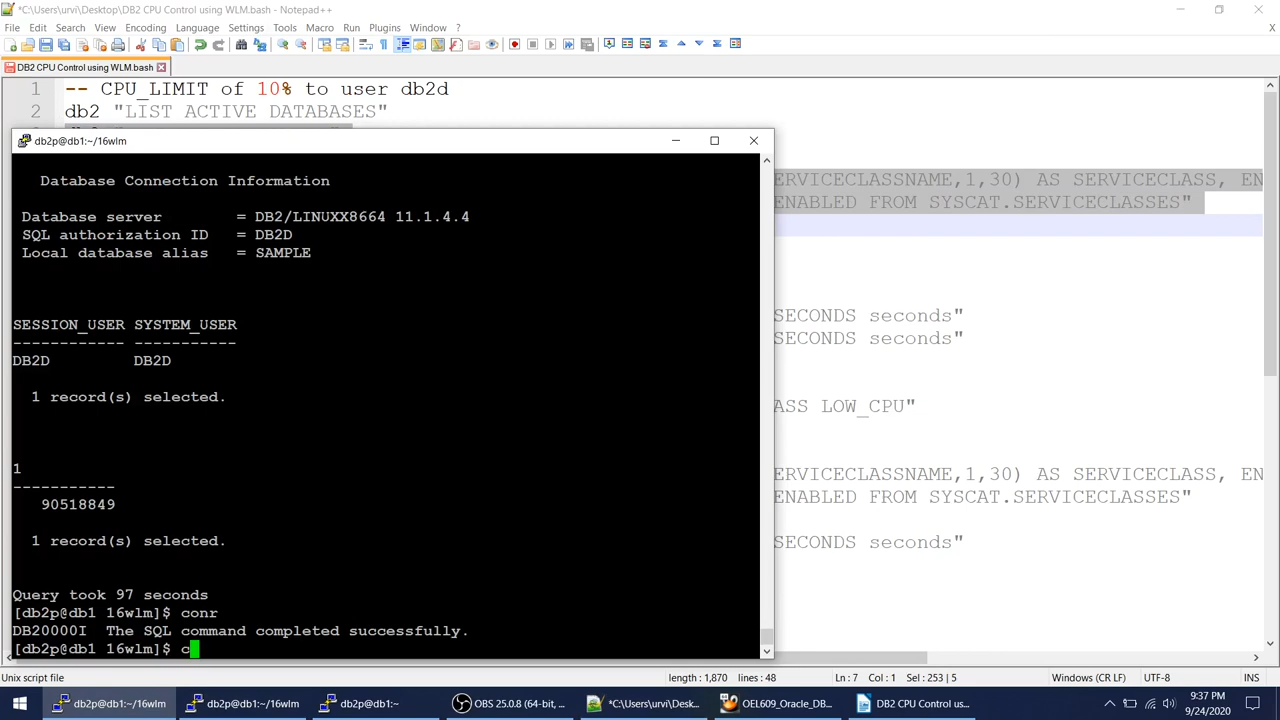 *C:\Users\urvi\Desktop\DB2 CPU Control using WLM.bash - Notepad++
File Edit Search View Encoding Language Settings Tools Macro Run Plugins Window X
DB2 CPU Control using WLM.bash
1 -- CPU_LIMIT of 10% to user db2d
2 db2 "LIST ACTIVE DATABASES"
db2p@db1:~/16wlm
ERVICECLASSNAME,1,30) AS SERVICECLASS, EN
ENABLED FROM SYSCAT.SERVICECLASSES"
SECONDS seconds"
SECONDS seconds"
ASS LOW_CPU"
ERVICECLASSNAME,1,30) AS SERVICECLASS, EN
ENABLED FROM SYSCAT.SERVICECLASSES"
SECONDS seconds"
Database Connection Information
Database server = DB2/LINUXX8664 11.1.4.4
SQL authorization ID = DB2D
Local database alias = SAMPLE
SESSION_USER SYSTEM_USER
------------ -----------
DB2D DB2D
1 record(s) selected.
1
-----------
90518849
1 record(s) selected.
Query took 97 seconds
[db2p@db1 16wlm]$ conr
DB20000I The SQL command completed successfully.
[db2p@db1 16wlm]$ c
Unix script file length : 1,870 lines : 48 Ln : 7 Col : 1 Sel : 253 | 5 Windows (CR LF) UTF-8 INS
db2p@db1:~/16wlm db2p@db1:~/16wlm db2p@db1:~ OBS 25.0.8 (64-bit, ... *C:\Users\urvi\Desk... OEL609_Oracle_DB... DB2 CPU Control us... 9:37 PM
9/24/2020